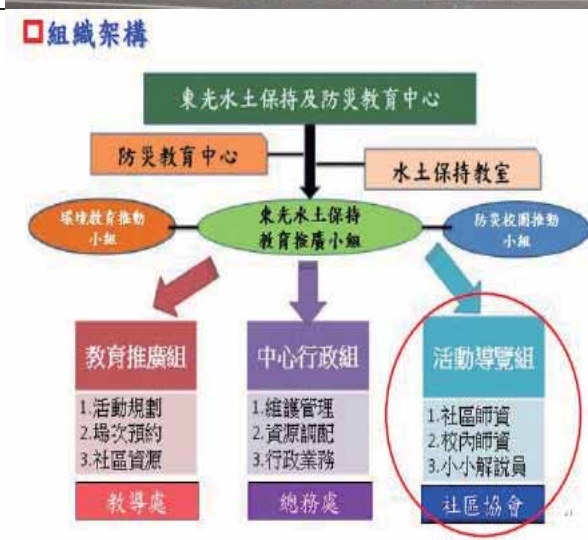 組織架構
東光水土保持及防災教育中心
防災教育中心
水土保持教室
環境教育推動
小組
東光水土保持
教育推廣小組
防災校園推動
小組
教育推廣組
1.活動規劃
2.場次預約
3.社區資源
教導處
中心行政組
1.維護管理
2.資源調配
3.行政業務
總務處
活動導覽組
1.社區師資
2.校內師資
3.小小解說員
社區協會